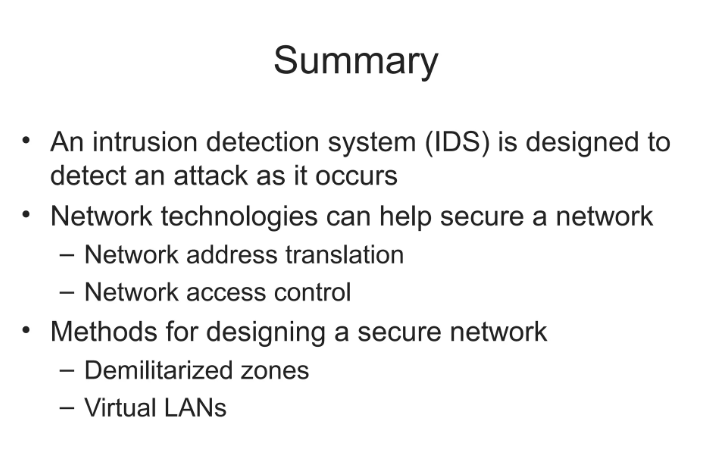 Summary
• An intrusion detection system (IDS) is designed to
detect an attack as it occurs
• Network technologies can help secure a network
– Network address translation
– Network access control
• Methods for designing a secure network
– Demilitarized zones
– Virtual LANs